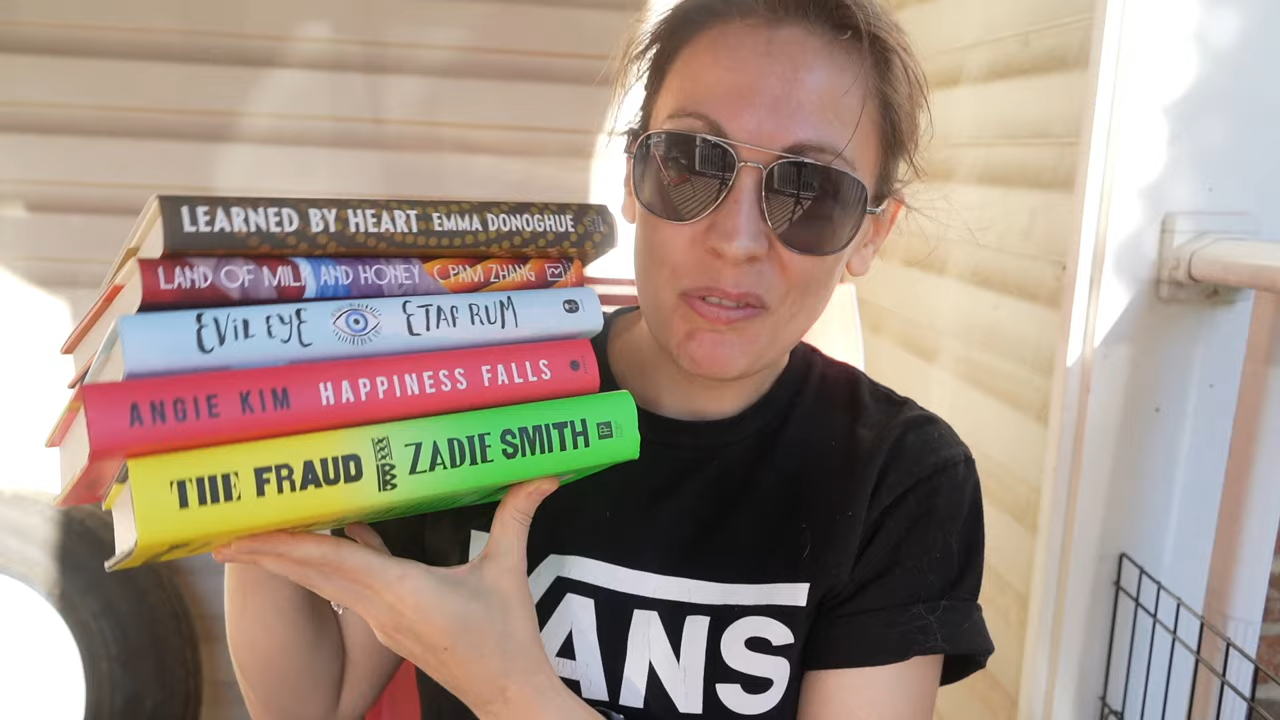 LEARNED BY HEART EMMA DONOGHUE
LAND OF MILK AND HONEY C PAM ZHANG
EVIL EYE ETAF RUM
ANGIE KIM HAPPINESS FALLS
THE FRAUD ZADIE SMITH
VANS